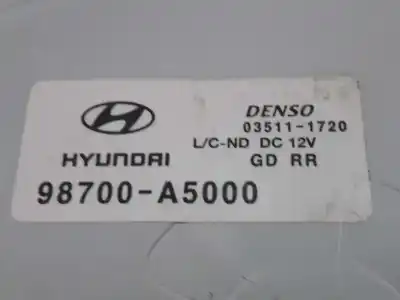 DENSO
03511-1720
L/C-ND DC 12V
HYUNDAI
GD RR
98700-A5000